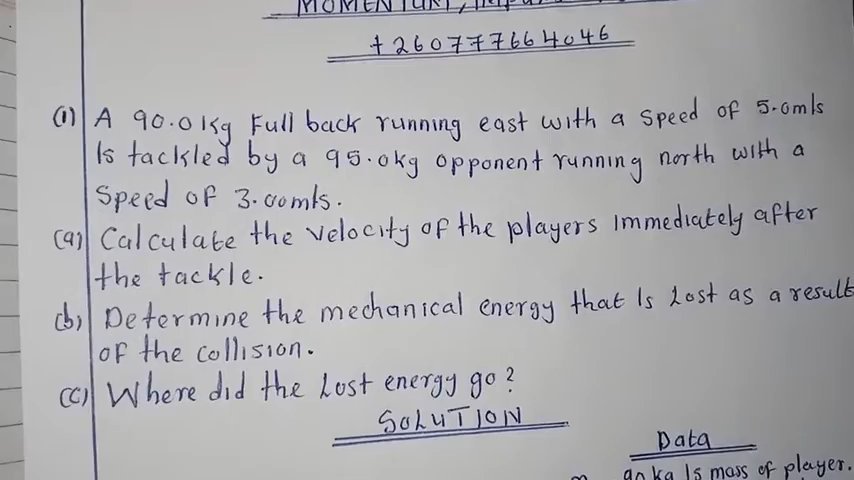 MOMENTUM, Impu
+260777664046
(1) A 90.0kg Full back running east with a speed of 5.0m/s
Is tackled by a 95.0kg opponent running north with a
Speed of 3.00m/s.
(a) Calculate the velocity of the players immediately after
the tackle.
(b) Determine the mechanical energy that Is Lost as a result
of the collision.
(c) Where did the Lost energy go?
SOLUTION
Data
90kg Is mass of player.